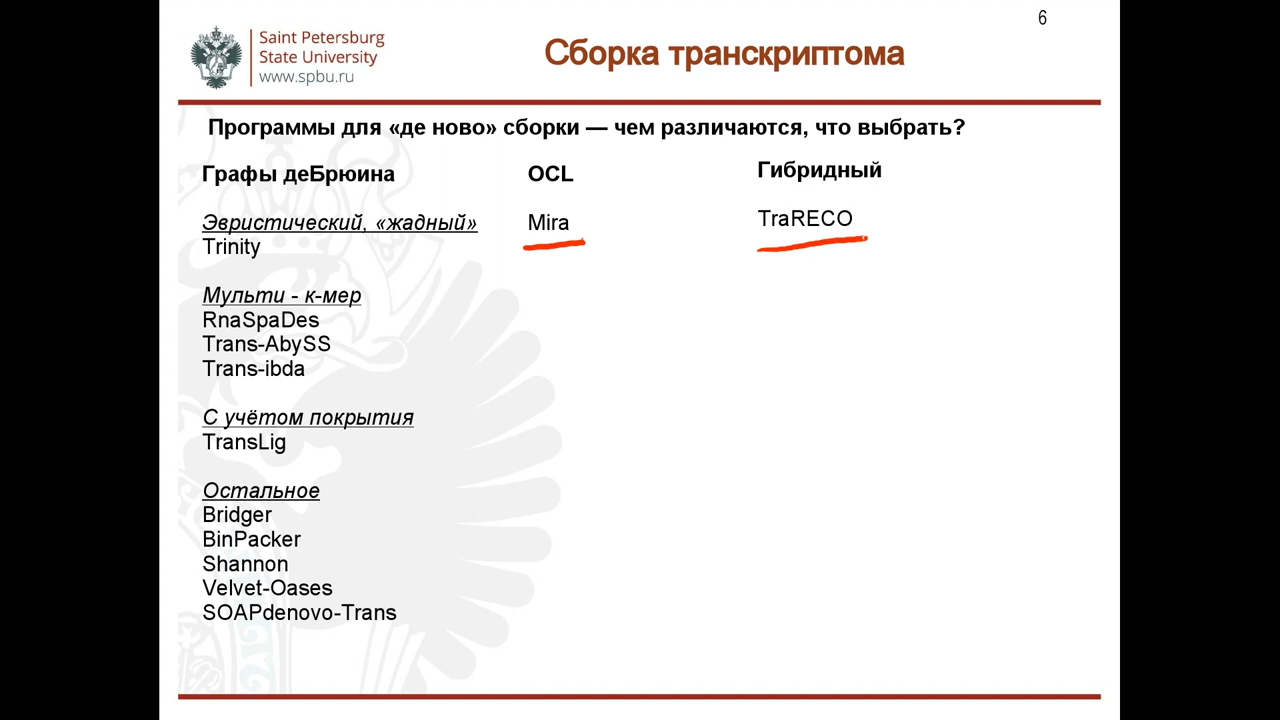 6
Saint Petersburg
State University
www.spbu.ru
Сборка транскриптома
Программы для «де ново» сборки — чем различаются, что выбрать?
Графы деБрюина
Эвристический, «жадный»
Trinity
Мульти - к-мер
RnaSpaDes
Trans-AbySS
Trans-ibda
С учётом покрытия
TransLig
Остальное
Bridger
BinPacker
Shannon
Velvet-Oases
SOAPdenovo-Trans
OCL
Mira
Гибридный
TraRECO